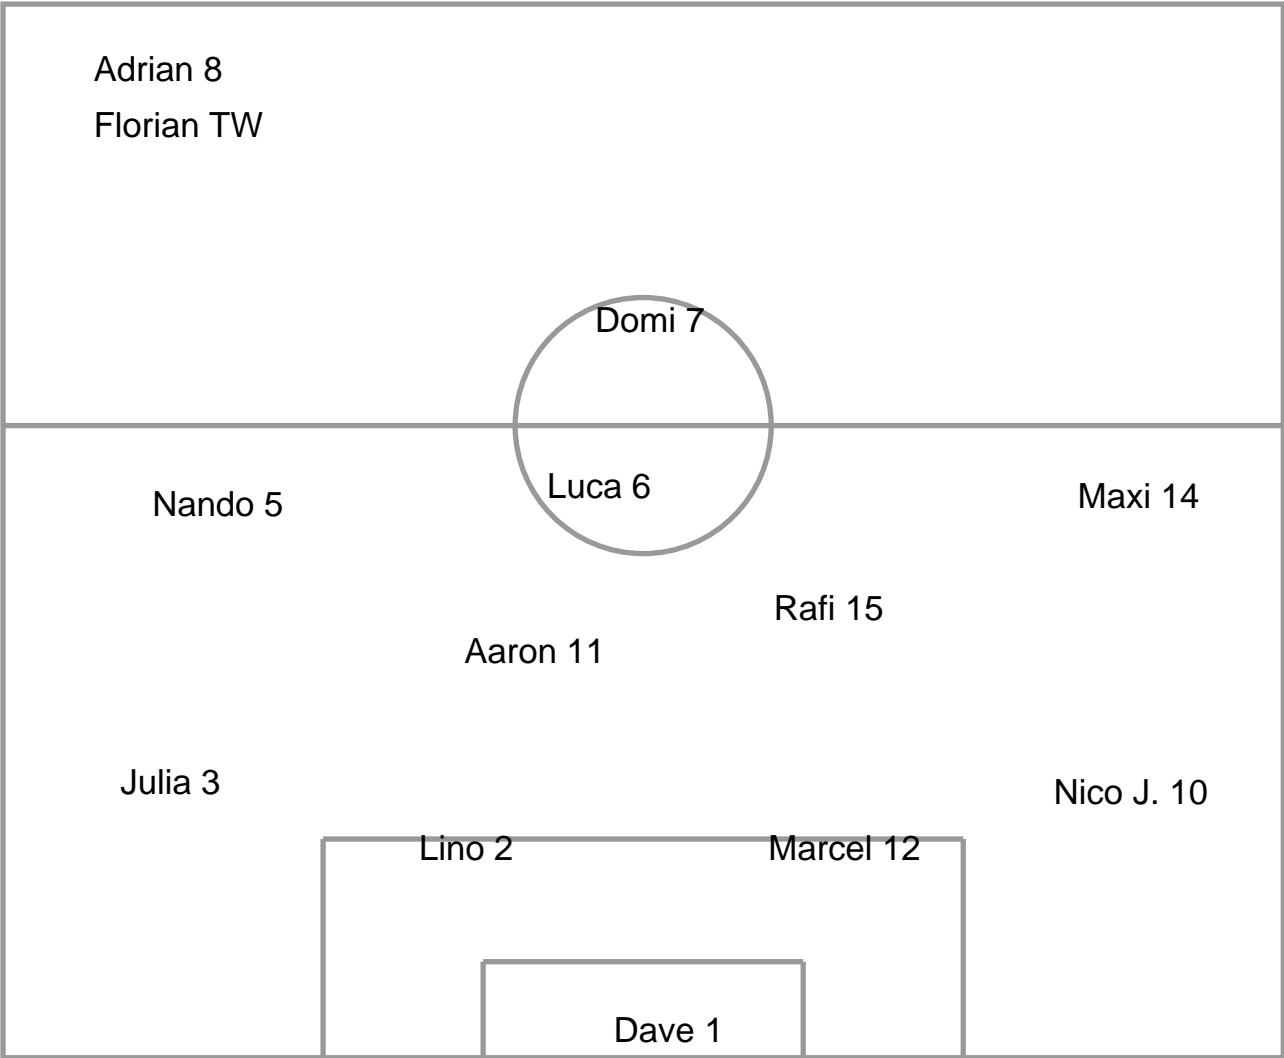 Adrian 8
Florian TW
Domi 7
Luca 6
Nando 5
Maxi 14
Rafi 15
Aaron 11
Julia 3
Nico J. 10
Lino 2
Marcel 12
Dave 1